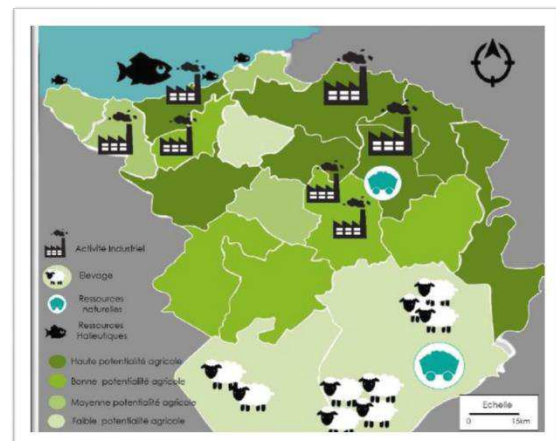 Activité Industriel
Elevage
Ressources
naturelles
Ressources
Halieutiques
Haute potentialité agricole
Bonne potentialité agricole
Moyenne potentialité agricole
Faible potentialité agricole
Echelle
0 15km